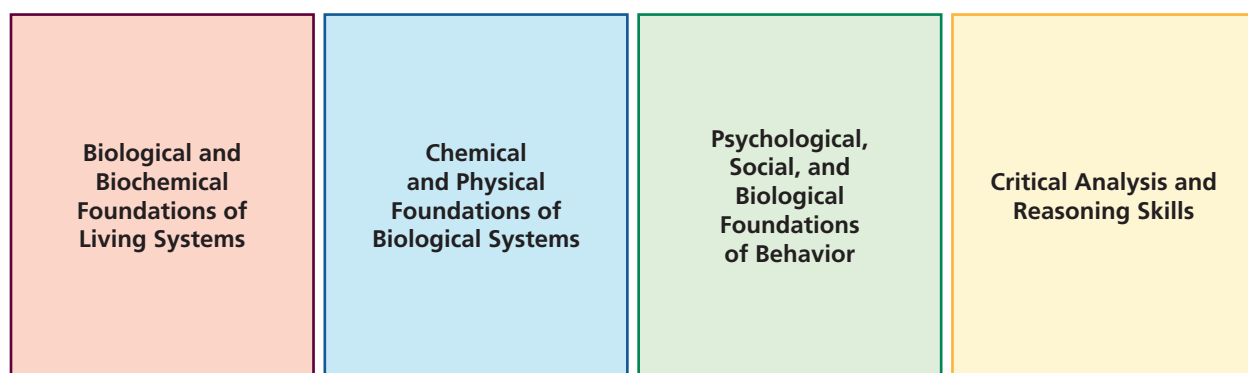 Biological and
Biochemical
Foundations of
Living Systems
Chemical
and Physical
Foundations of
Biological Systems
Psychological,
Social, and
Biological
Foundations
of Behavior
Critical Analysis and
Reasoning Skills